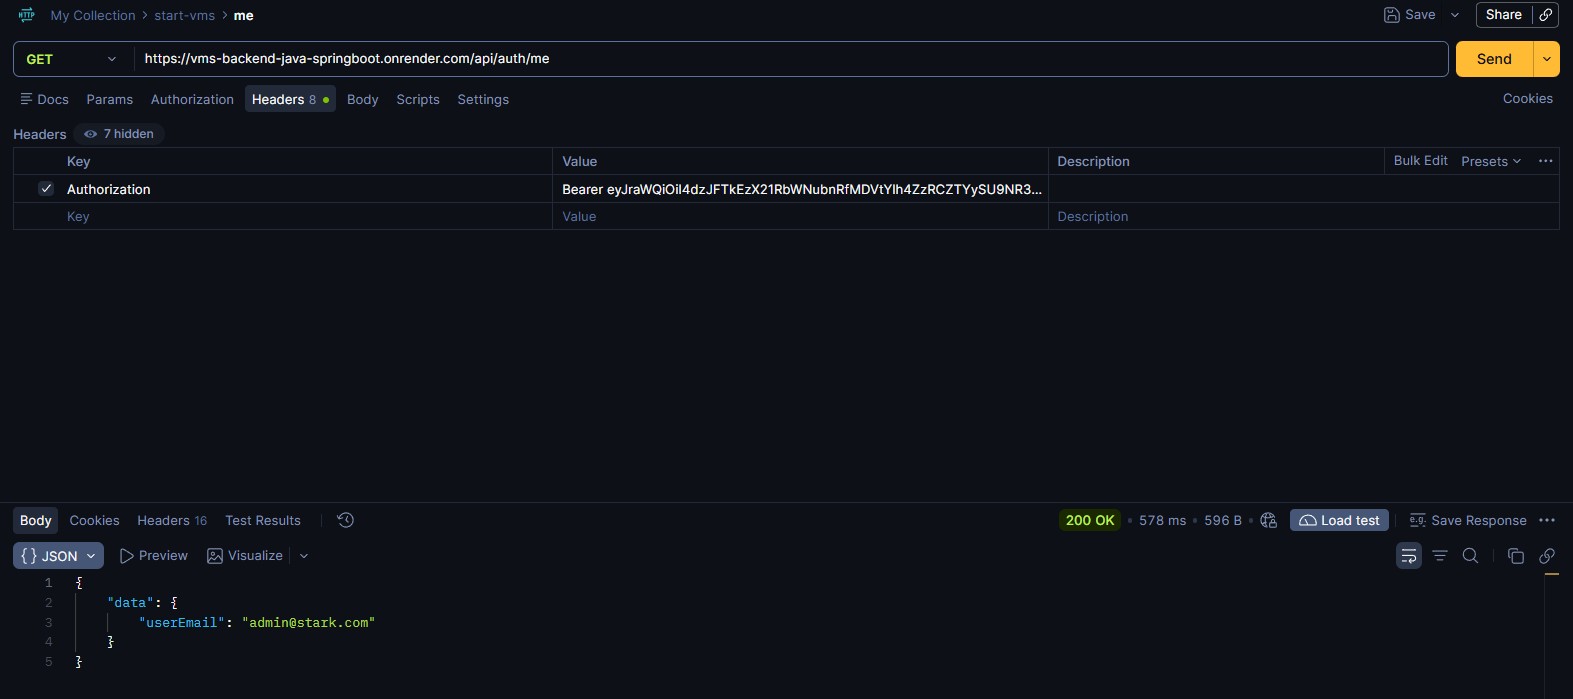 HTTP My Collection > start-vms > me Save Share
GET https://vms-backend-java-springboot.onrender.com/api/auth/me Send
Docs Params Authorization Headers 8 Body Scripts Settings Cookies
Headers 7 hidden
Key Value Description Bulk Edit Presets
Authorization Bearer eyJraWQiOiI4dzJFTkEzX21RbWNubnRfMDVtYlh4ZzRCZTYySU9NR3...
Key Value Description
Body Cookies Headers 16 Test Results 200 OK • 578 ms • 596 B • Load test e.g. Save Response
{} JSON Preview Visualize
1 {
2 "data": {
3 "userEmail": "admin@stark.com"
4 }
5 }